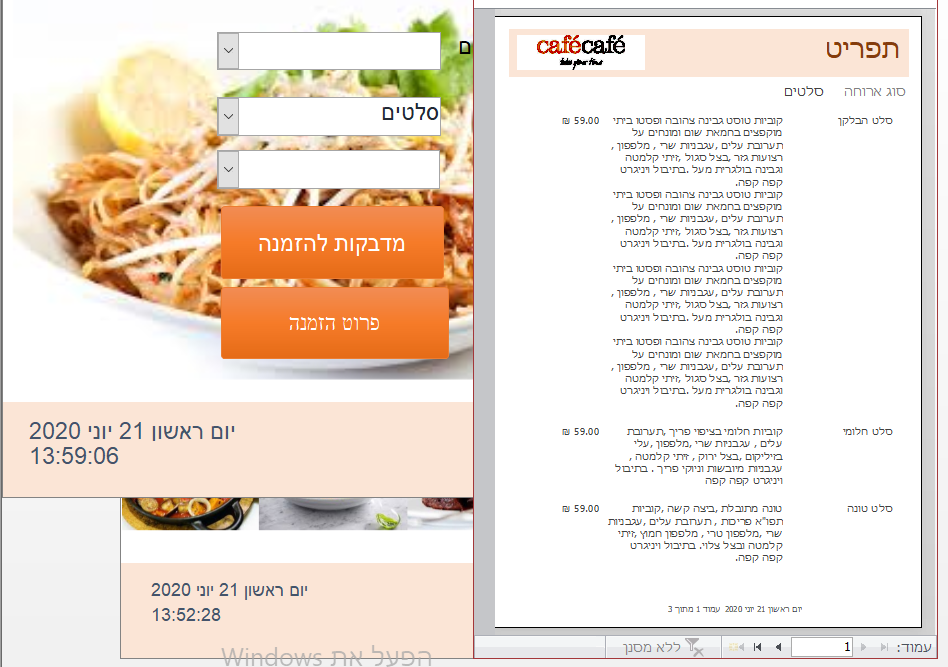 ם
סלטים
מדבקות להזמנה
פרוט הזמנה
יום ראשון 21 יוני 2020
13:59:06
יום ראשון 21 יוני 2020
13:52:28
הפעל את Windows
cafécafé
take your time
תפריט
סוג ארוחה סלטים
סלט הבלקן
קוביות טוסט גבינה צהובה ופסטו ביתי
מוקפצים בחמאת שום ומונחים על
תערובת עלים ,עגבניות שרי , מלפפון ,
רצועות גזר ,בצל סגול ,זיתי קלמטה
וגבינה בולגרית מעל .בתיבול ויניגרט
קפה קפה.
קוביות טוסט גבינה צהובה ופסטו ביתי
מוקפצים בחמאת שום ומונחים על
תערובת עלים ,עגבניות שרי , מלפפון ,
רצועות גזר ,בצל סגול ,זיתי קלמטה
וגבינה בולגרית מעל .בתיבול ויניגרט
קפה קפה.
קוביות טוסט גבינה צהובה ופסטו ביתי
מוקפצים בחמאת שום ומונחים על
תערובת עלים ,עגבניות שרי , מלפפון ,
רצועות גזר ,בצל סגול ,זיתי קלמטה
וגבינה בולגרית מעל .בתיבול ויניגרט
קפה קפה.
קוביות טוסט גבינה צהובה ופסטו ביתי
מוקפצים בחמאת שום ומונחים על
תערובת עלים ,עגבניות שרי , מלפפון ,
רצועות גזר ,בצל סגול ,זיתי קלמטה
וגבינה בולגרית מעל .בתיבול ויניגרט
קפה קפה.
59.00 ₪
סלט חלומי
קוביות חלומי בציפוי פריך ,תערובת
עלים , עגבניות שרי ,מלפפון ,עלי
בזיליקום ,בצל ירוק , זיתי קלמטה ,
עגבניות מיובשות וניוקי פריך . בתיבול
ויניגרט קפה קפה
59.00 ₪
סלט טונה
טונה מתובלת ,ביצה קשה ,קוביות
תפו"א פריכות , תערובת עלים ,עגבניות
שרי ,מלפפון טרי , מלפפון חמוץ ,זיתי
קלמטה ובצל צלוי. בתיבול ויניגרט
קפה קפה.
59.00 ₪
יום ראשון 21 יוני 2020 עמוד 1 מתוך 3
עמוד: 1 ללא מסנן